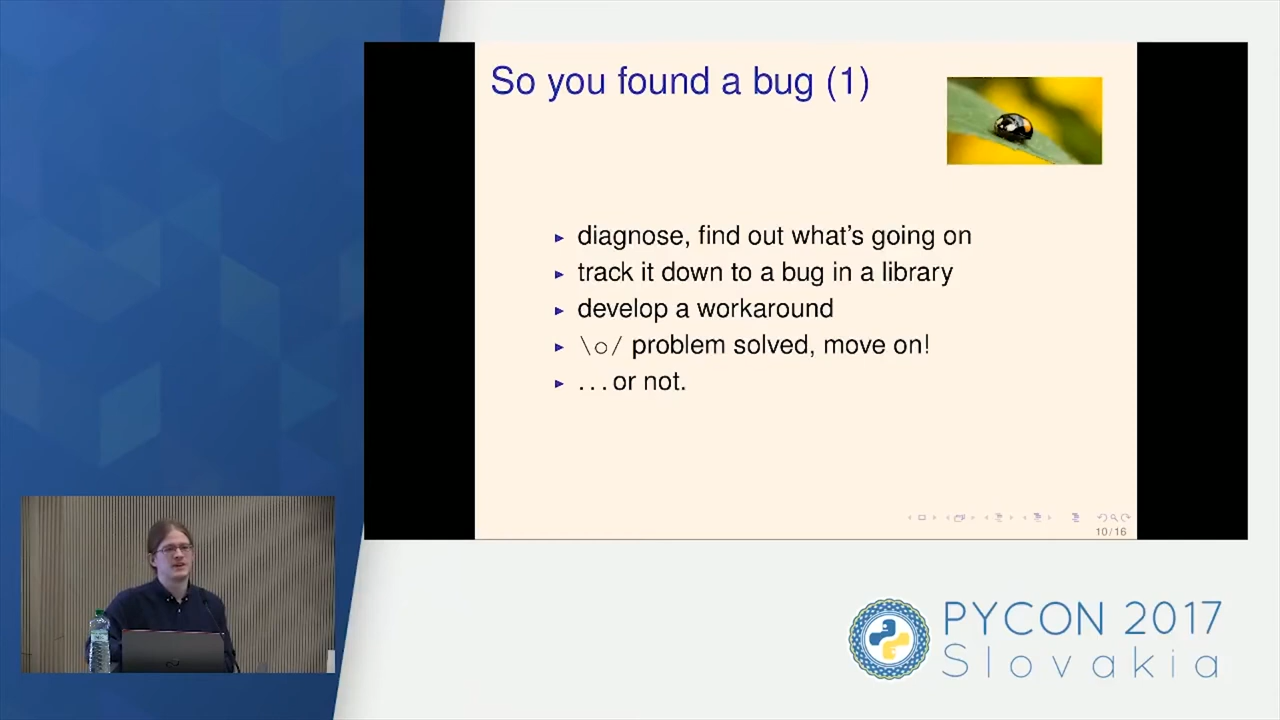 So you found a bug (1)
▸ diagnose, find out what's going on
▸ track it down to a bug in a library
▸ develop a workaround
▸ \o/ problem solved, move on!
▸ ...or not.
10/16
PYCON 2017
Slovakia